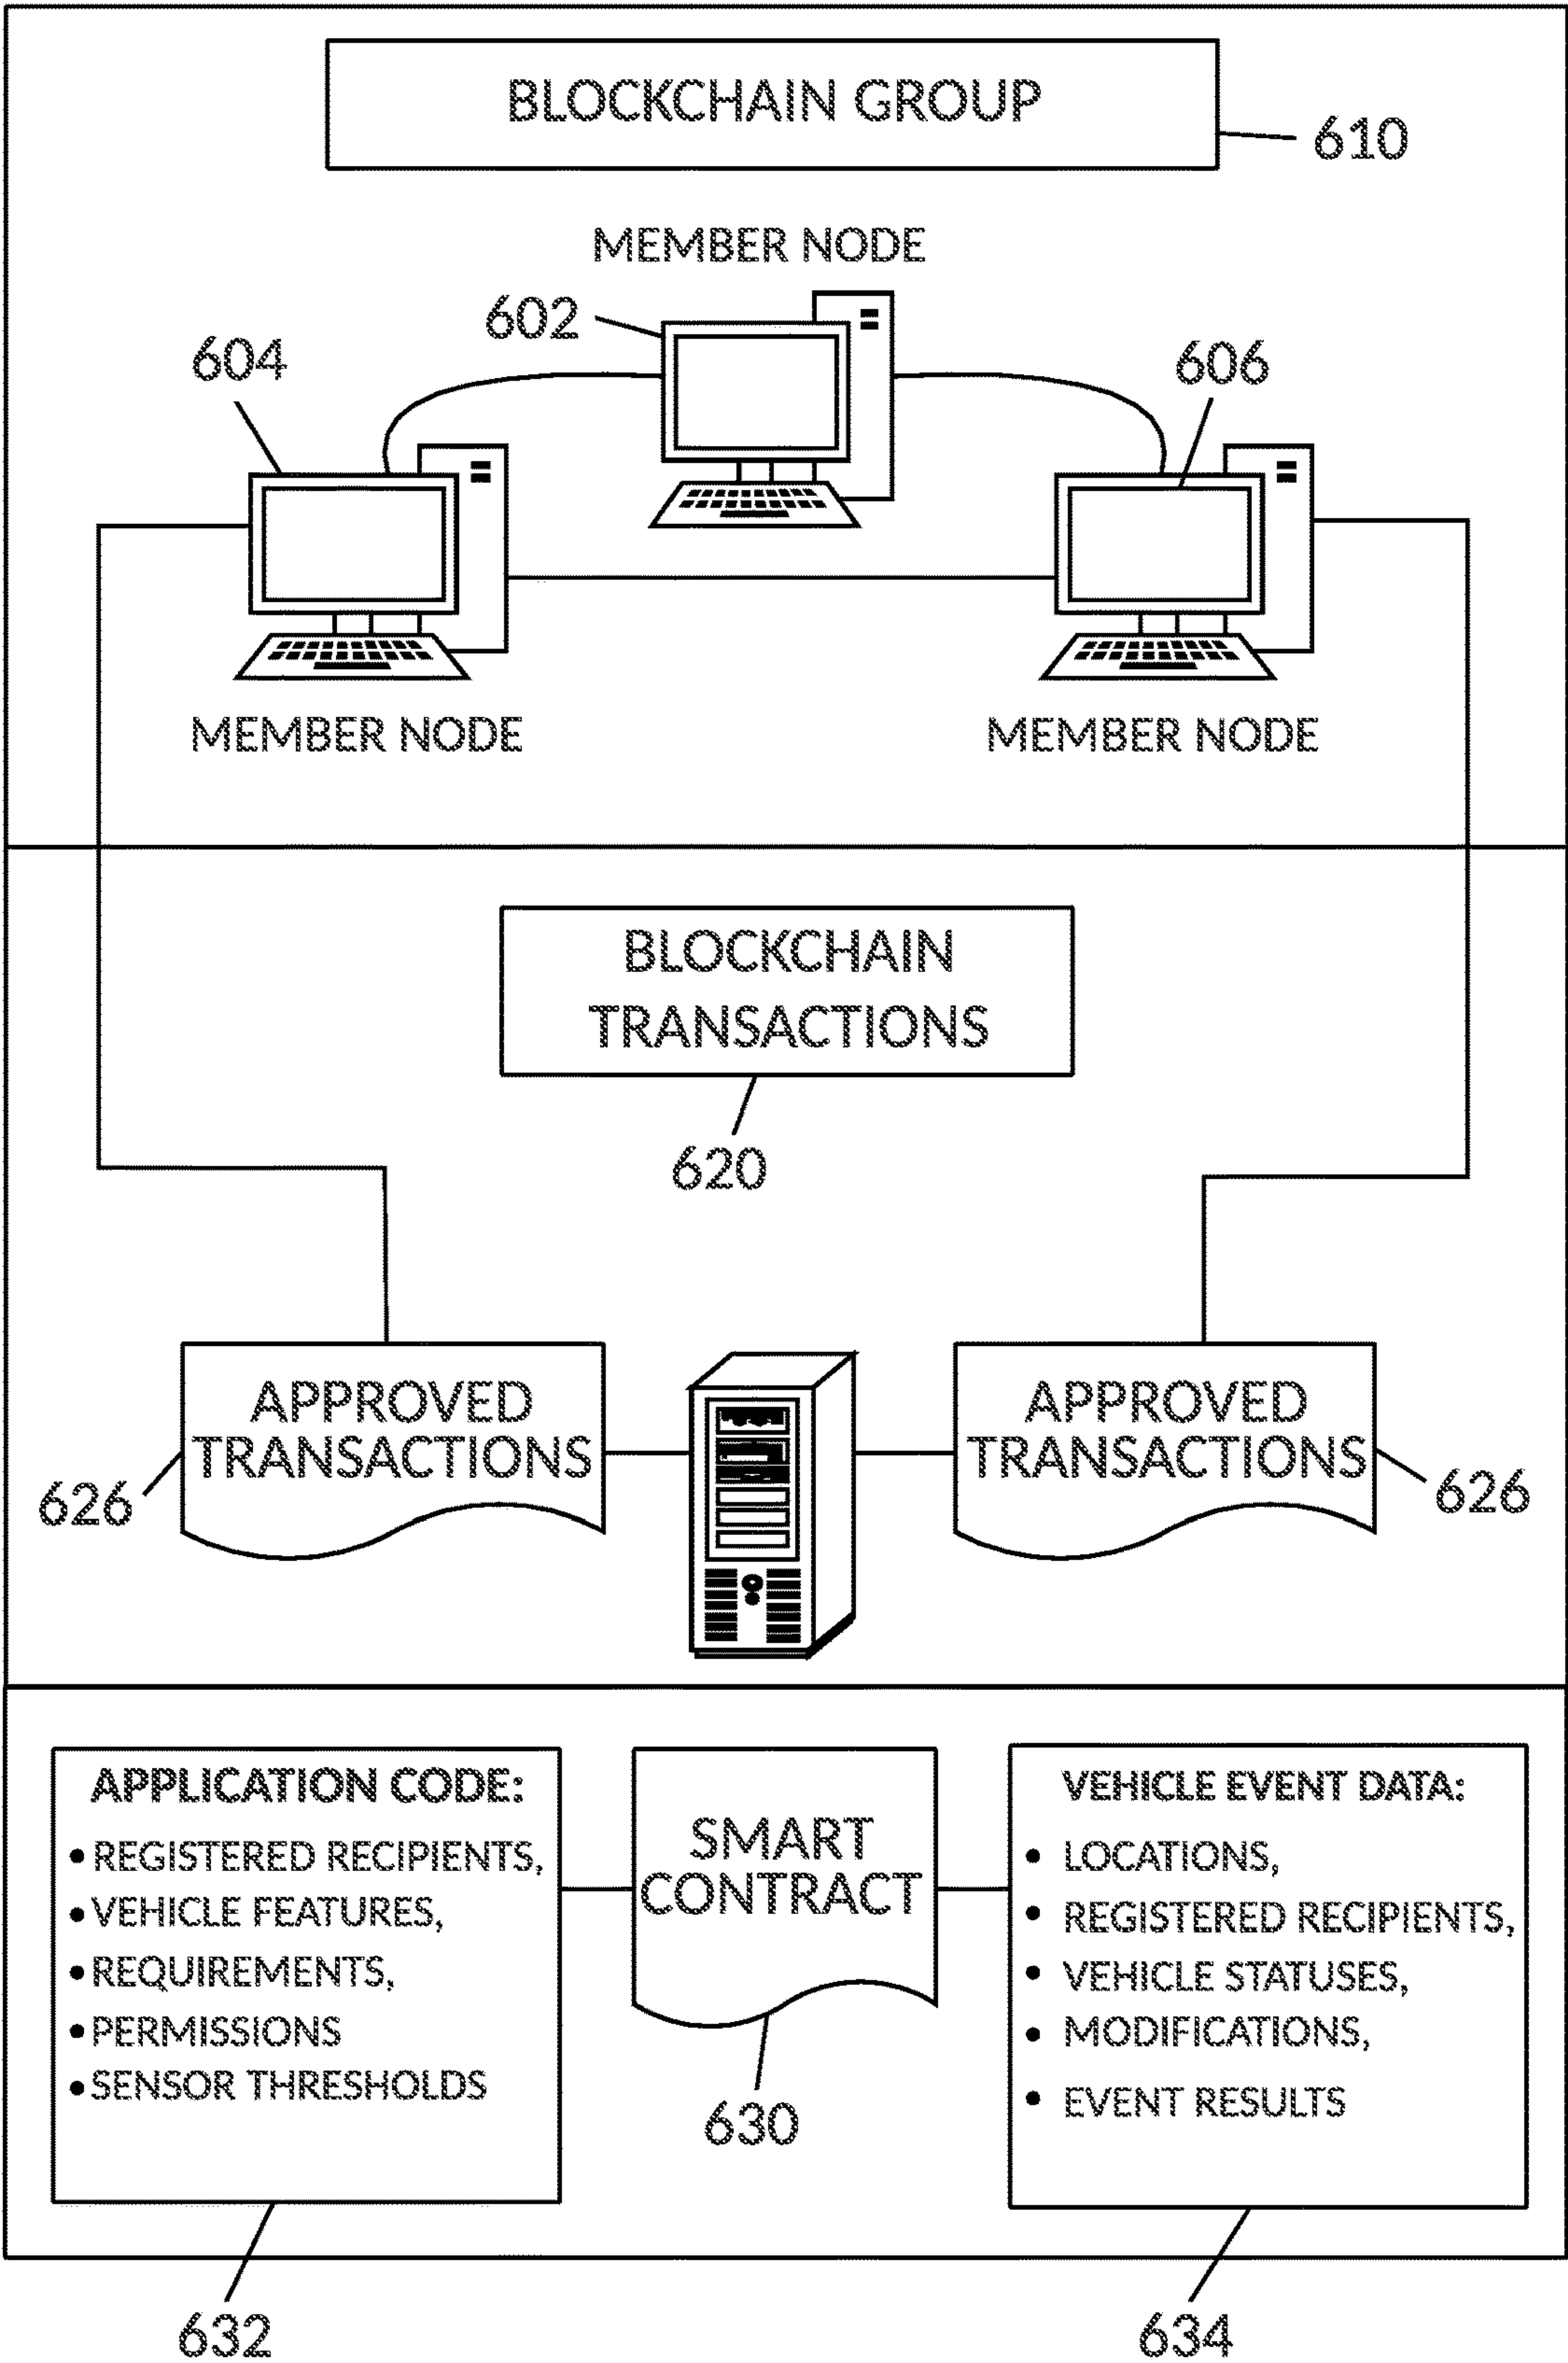 BLOCKCHAIN GROUP
610
MEMBER NODE
602
604
606
MEMBER NODE
MEMBER NODE
BLOCKCHAIN
TRANSACTIONS
620
APPROVED
TRANSACTIONS
626
APPROVED
TRANSACTIONS
626
APPLICATION CODE:
• REGISTERED RECIPIENTS,
• VEHICLE FEATURES,
• REQUIREMENTS,
• PERMISSIONS
• SENSOR THRESHOLDS
632
SMART
CONTRACT
630
VEHICLE EVENT DATA:
• LOCATIONS,
• REGISTERED RECIPIENTS,
• VEHICLE STATUSES,
• MODIFICATIONS,
• EVENT RESULTS
634